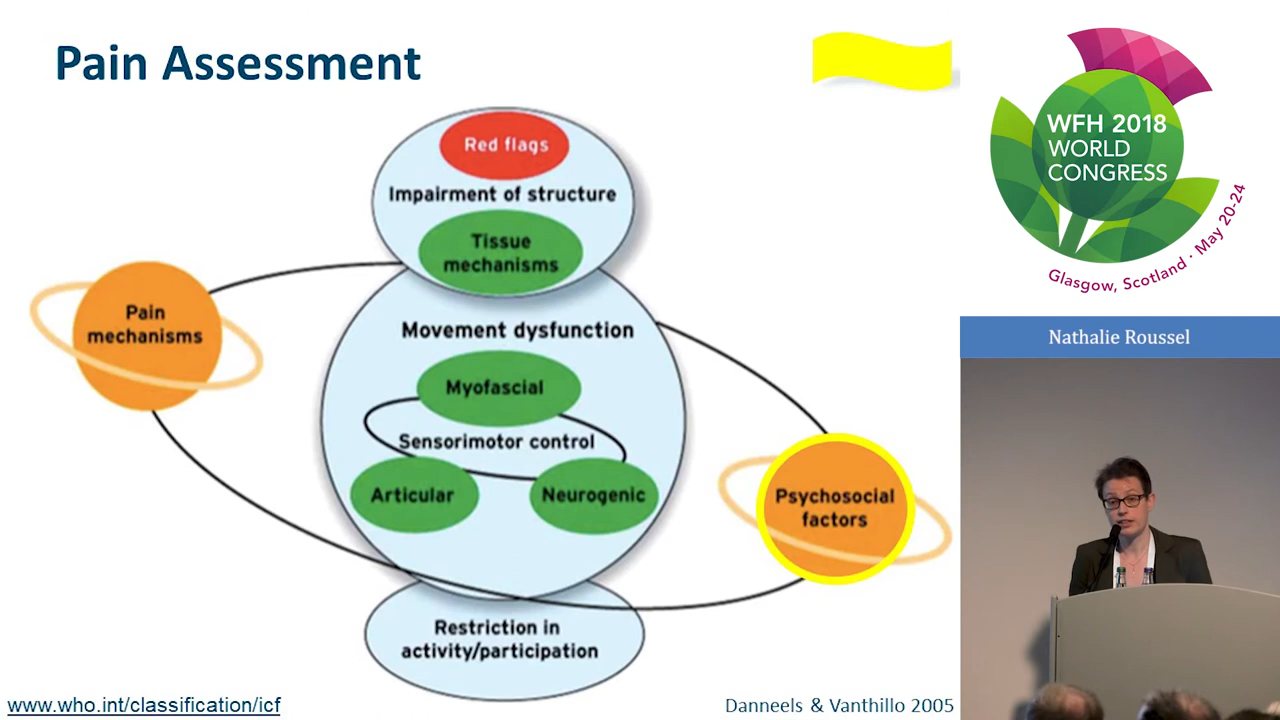 Pain Assessment
Red flags
Impairment of structure
Tissue
mechanisms
Pain
mechanisms
Movement dysfunction
Myofascial
Sensorimotor control
Articular
Neurogenic
Psychosocial
factors
Restriction in
activity/participation
www.who.int/classification/icf
Danneels & Vanthillo 2005
WFH 2018
WORLD
CONGRESS
Glasgow, Scotland · May 20-24
Nathalie Roussel